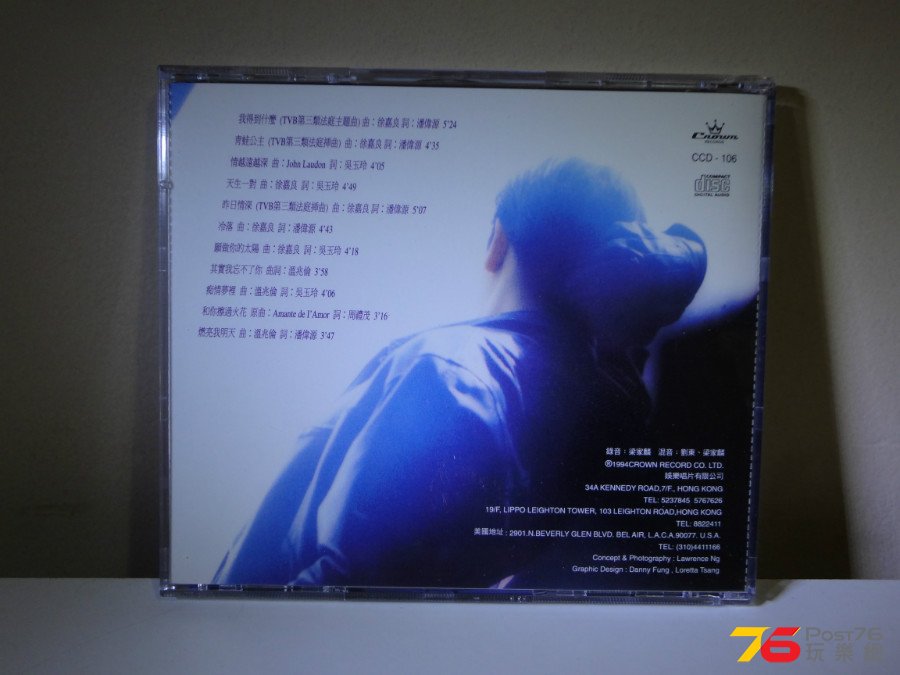 我得到什麼 (TVB第三類法庭主題曲) 曲：徐嘉良 詞：潘偉源 5'24
青蛙公主 (TVB第三類法庭挿曲) 曲：徐嘉良 詞：潘偉源 4'35
情越遠越深 曲：John Laudon 詞：吳玉玲 4'05
天生一對 曲：徐嘉良 詞：吳玉玲 4'49
昨日情深 (TVB第三類法庭挿曲) 曲：徐嘉良 詞：潘偉源 5'07
冷落 曲：徐嘉良 詞：潘偉源 4'43
願做你的太陽 曲：徐嘉良 詞：吳玉玲 4'18
其實我忘不了你 曲詞：溫兆倫 3'58
痴情夢裡 曲：溫兆倫 詞：吳玉玲 4'06
和你擦過火花 原曲：Amante de l'Amor 詞：周禮茂 3'16
燃亮我明天 曲：溫兆倫 詞：潘偉源 3'47
Crown
RECORDS
CCD - 106
COMPACT
disc
DIGITAL AUDIO
錄音：梁家麟 混音：劉東、梁家麟
®1994CROWN RECORD CO. LTD.
娛樂唱片有限公司
34A KENNEDY ROAD,7/F., HONG KONG
TEL: 5237845 5767626
19/F, LIPPO LEIGHTON TOWER, 103 LEIGHTON ROAD,HONG KONG
TEL: 8822411
美國地址：2901.N.BEVERLY GLEN BLVD. BEL AIR, L.A.C.A.90077. U.S.A.
TEL: (310)4411166
Concept & Photography : Lawrence Ng
Graphic Design : Danny Fung , Loretta Tsang
76 Post76
玩樂網